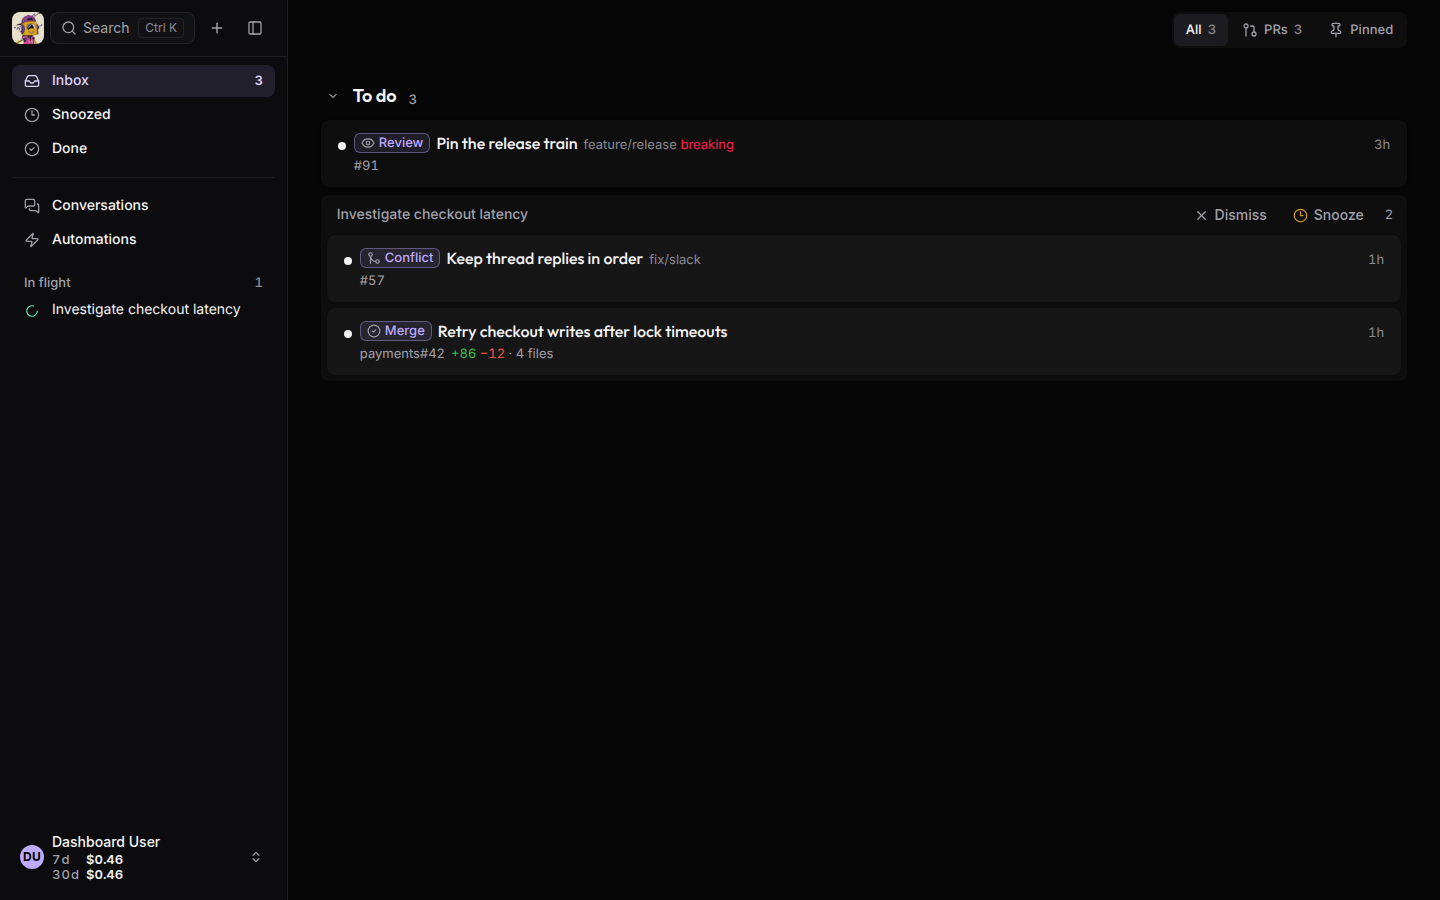 Search Ctrl K
Inbox 3
Snoozed
Done
Conversations
Automations
In flight 1
Investigate checkout latency
DU Dashboard User
7d $0.46
30d $0.46
All 3 PRs 3 Pinned
To do 3
Review Pin the release train feature/release breaking 3h
#91
Investigate checkout latency Dismiss Snooze 2
Conflict Keep thread replies in order fix/slack 1h
#57
Merge Retry checkout writes after lock timeouts 1h
payments#42 +86 −12 · 4 files